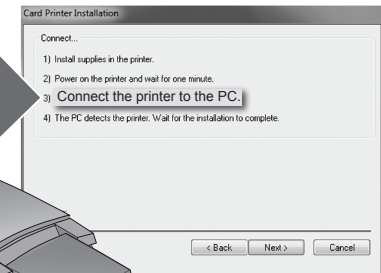 Card Printer Installation
Connect...
1) Install supplies in the printer.
2) Power on the printer and wait for one minute.
3) Connect the printer to the PC.
4) The PC detects the printer. Wait for the installation to complete.
< Back Next > Cancel